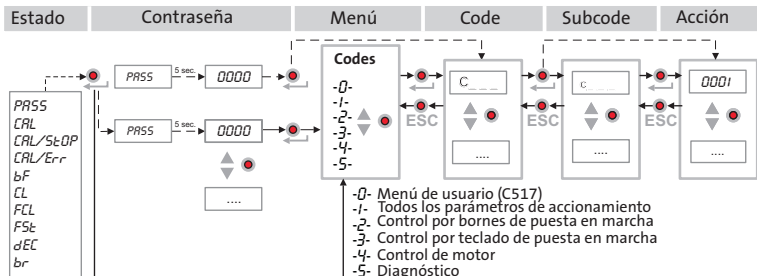 Estado Contraseña Menú Code Subcode Acción
PASS 5 sec. 0000
PASS 5 sec. 0000
....
PASS
CAL
CAL/StOP
CAL/Err
bF
CL
FCL
FSt
dEC
br
Codes
-0-
-1-
-2-
-3-
-4-
-5-
C_ _ _
....
ESC
c
....
ESC
0001
....
ESC
-0- Menú de usuario (C517)
-1- Todos los parámetros de accionamiento
-2- Control por bornes de puesta en marcha
-3- Control por teclado de puesta en marcha
-4- Control de motor
-5- Diagnóstico